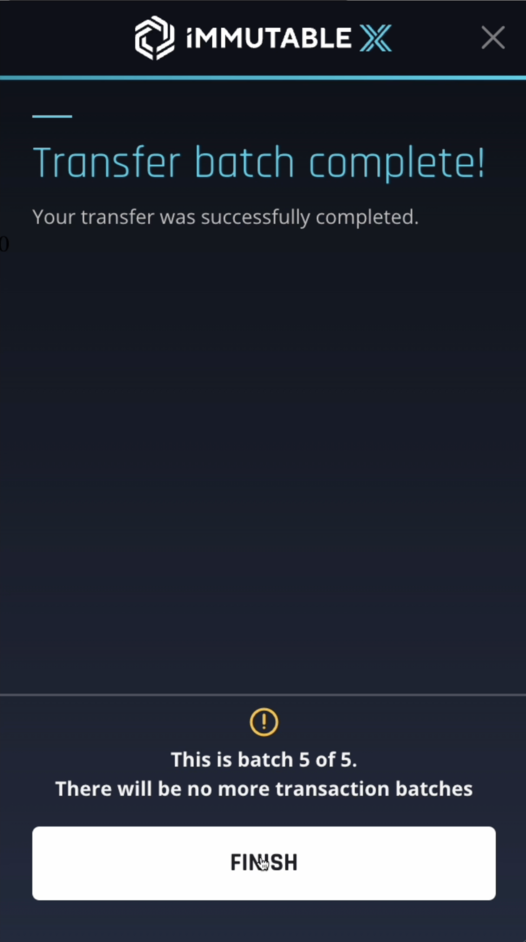 iMMUTABLE X
Transfer batch complete!
Your transfer was successfully completed.
0
This is batch 5 of 5.
There will be no more transaction batches
FINISH